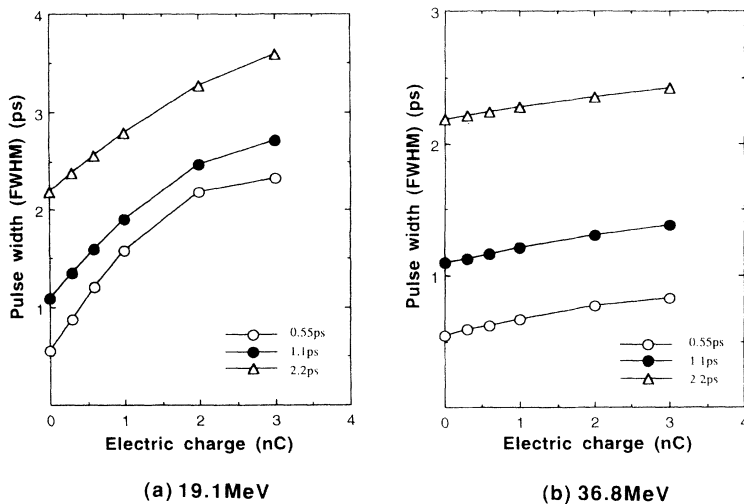 4
3
2
1
0
1
2
3
4
Pulse width (FWHM) (ps)
Electric charge (nC)
0.55ps
1.1ps
2.2ps
(a) 19.1MeV
3
2
1
0
1
2
3
4
Pulse width (FWHM) (ps)
Electric charge (nC)
0.55ps
1 1ps
2 2ps
(b) 36.8MeV